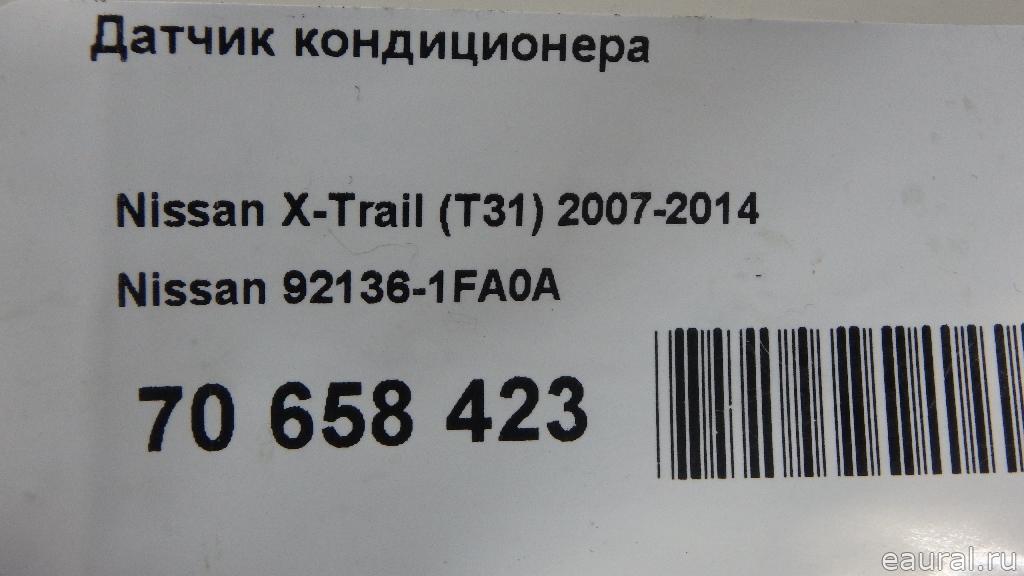 Датчик кондиционера
Nissan X-Trail (T31) 2007-2014
Nissan 92136-1FA0A
70 658 423
eaural.ru